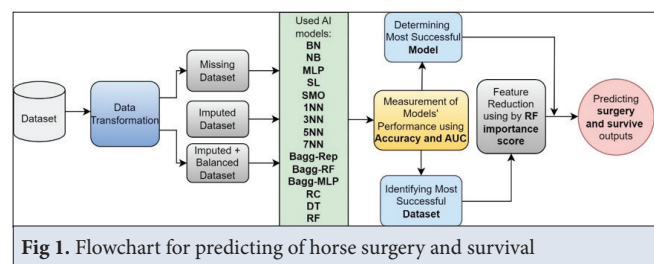 Dataset
Data
Transformation
Missing
Dataset
Imputed
Dataset
Imputed +
Balanced
Dataset
Used AI
models:
BN
NB
MLP
SL
SMO
1NN
3NN
5NN
7NN
Bagg-Rep
Bagg-RF
Bagg-MLP
RC
DT
RF
Determining
Most Successful
Model
Measurement of
Models'
Performance using
Accuracy and AUC
Identifying Most
Successful
Dataset
Feature
Reduction
using by RF
importance
score
Predicting
surgery
and survive
outputs
Fig 1. Flowchart for predicting of horse surgery and survival